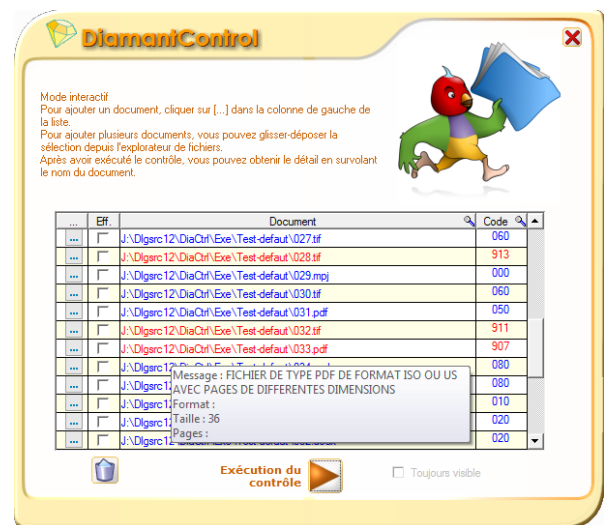 DiamantControl
Mode interactif
Pour ajouter un document, cliquer sur [...] dans la colonne de gauche de
la liste.
Pour ajouter plusieurs documents, vous pouvez glisser-déposer la
sélection depuis l'explorateur de fichiers.
Après avoir exécuté le contrôle, vous pouvez obtenir le détail en survolant
le nom du document.
... Eff. Document Code
... J:\Dlgsrc12\DiaCtrl\Exe\Test-defaut\027.tif 060
... J:\Dlgsrc12\DiaCtrl\Exe\Test-defaut\028.tif 913
... J:\Dlgsrc12\DiaCtrl\Exe\Test-defaut\029.mpj 000
... J:\Dlgsrc12\DiaCtrl\Exe\Test-defaut\030.tif 060
... J:\Dlgsrc12\DiaCtrl\Exe\Test-defaut\031.pdf 050
... J:\Dlgsrc12\DiaCtrl\Exe\Test-defaut\032.tif 911
... J:\Dlgsrc12\DiaCtrl\Exe\Test-defaut\033.pdf 907
... 080
... J:\Dlgsrc1 080
... J:\Dlgsrc1 010
... J:\Dlgsrc1 020
... 020
Message : FICHIER DE TYPE PDF DE FORMAT ISO OU US
AVEC PAGES DE DIFFERENTES DIMENSIONS
Format :
Taille : 36
Pages :
Exécution du
contrôle
Toujours visible